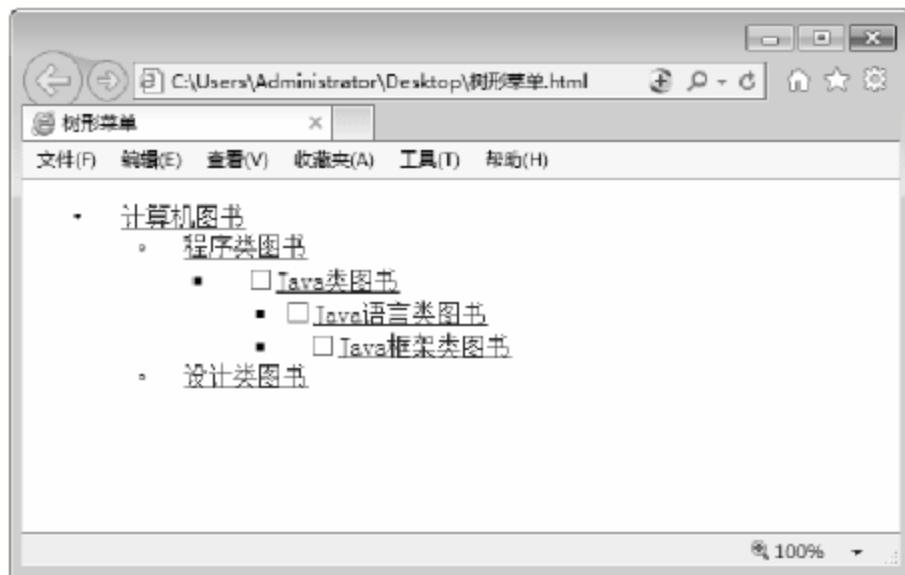 C:\Users\Administrator\Desktop\树形菜单.html
树形菜单
文件(F) 编辑(E) 查看(V) 收藏夹(A) 工具(T) 帮助(H)
计算机图书
程序类图书
Java类图书
Java语言类图书
Java框架类图书
设计类图书
100%